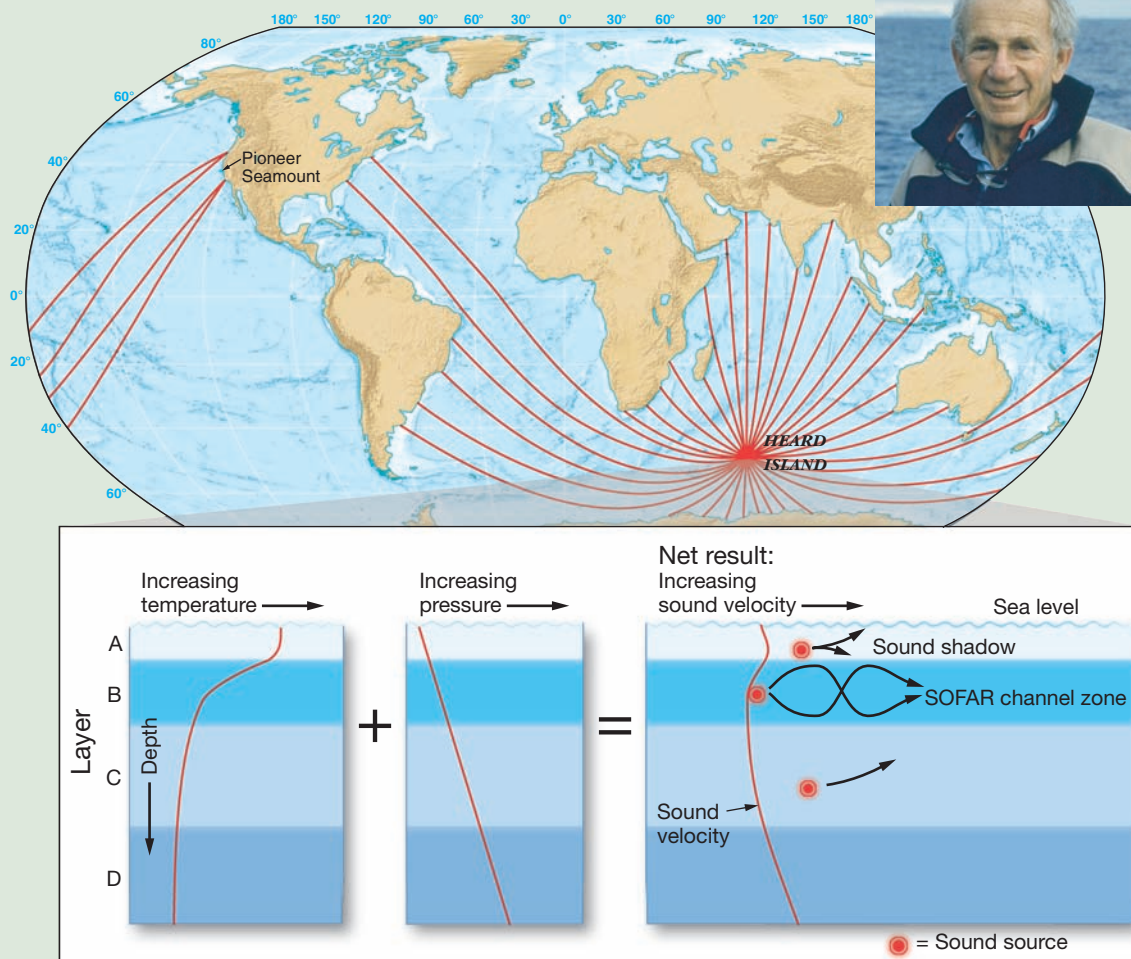 180° 150° 120° 90° 60° 30° 0° 30° 60° 90° 120° 150° 180°
80°
60°
40°
20°
0°
20°
40°
60°
Pioneer
Seamount
HEARD
ISLAND
Net result:
Increasing
temperature
Increasing
pressure
Increasing
sound velocity
Sea level
Layer
Depth
A
B
C
D
+
=
Sound shadow
SOFAR channel zone
Sound
velocity
= Sound source